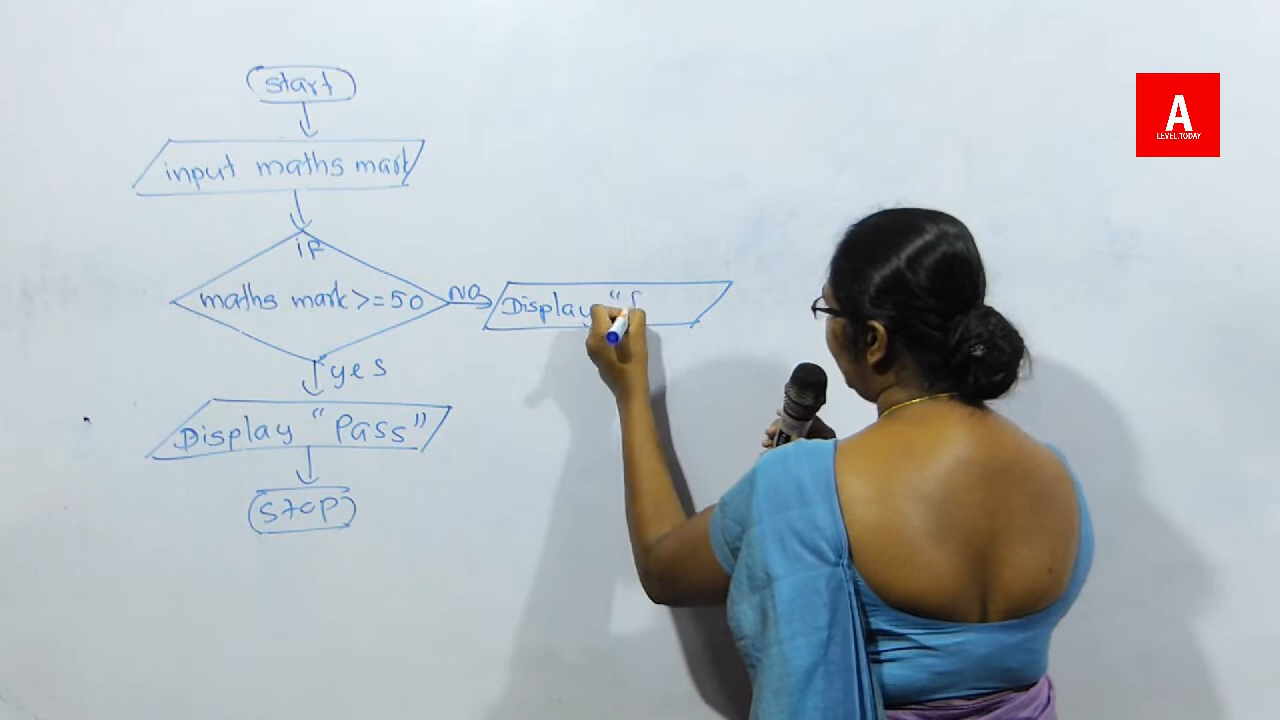 start
input maths mark
if
maths mark >= 50
No
Display "f
yes
Display "Pass"
stop
A
LEVEL.TODAY